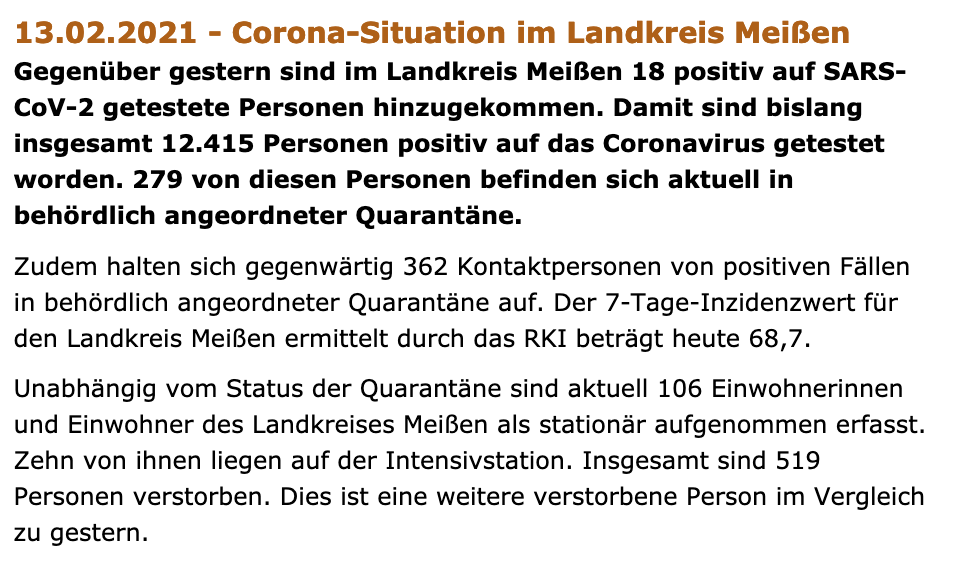 13.02.2021 - Corona-Situation im Landkreis Meißen
Gegenüber gestern sind im Landkreis Meißen 18 positiv auf SARS-
CoV-2 getestete Personen hinzugekommen. Damit sind bislang
insgesamt 12.415 Personen positiv auf das Coronavirus getestet
worden. 279 von diesen Personen befinden sich aktuell in
behördlich angeordneter Quarantäne.
Zudem halten sich gegenwärtig 362 Kontaktpersonen von positiven Fällen
in behördlich angeordneter Quarantäne auf. Der 7-Tage-Inzidenzwert für
den Landkreis Meißen ermittelt durch das RKI beträgt heute 68,7.
Unabhängig vom Status der Quarantäne sind aktuell 106 Einwohnerinnen
und Einwohner des Landkreises Meißen als stationär aufgenommen erfasst.
Zehn von ihnen liegen auf der Intensivstation. Insgesamt sind 519
Personen verstorben. Dies ist eine weitere verstorbene Person im Vergleich
zu gestern.